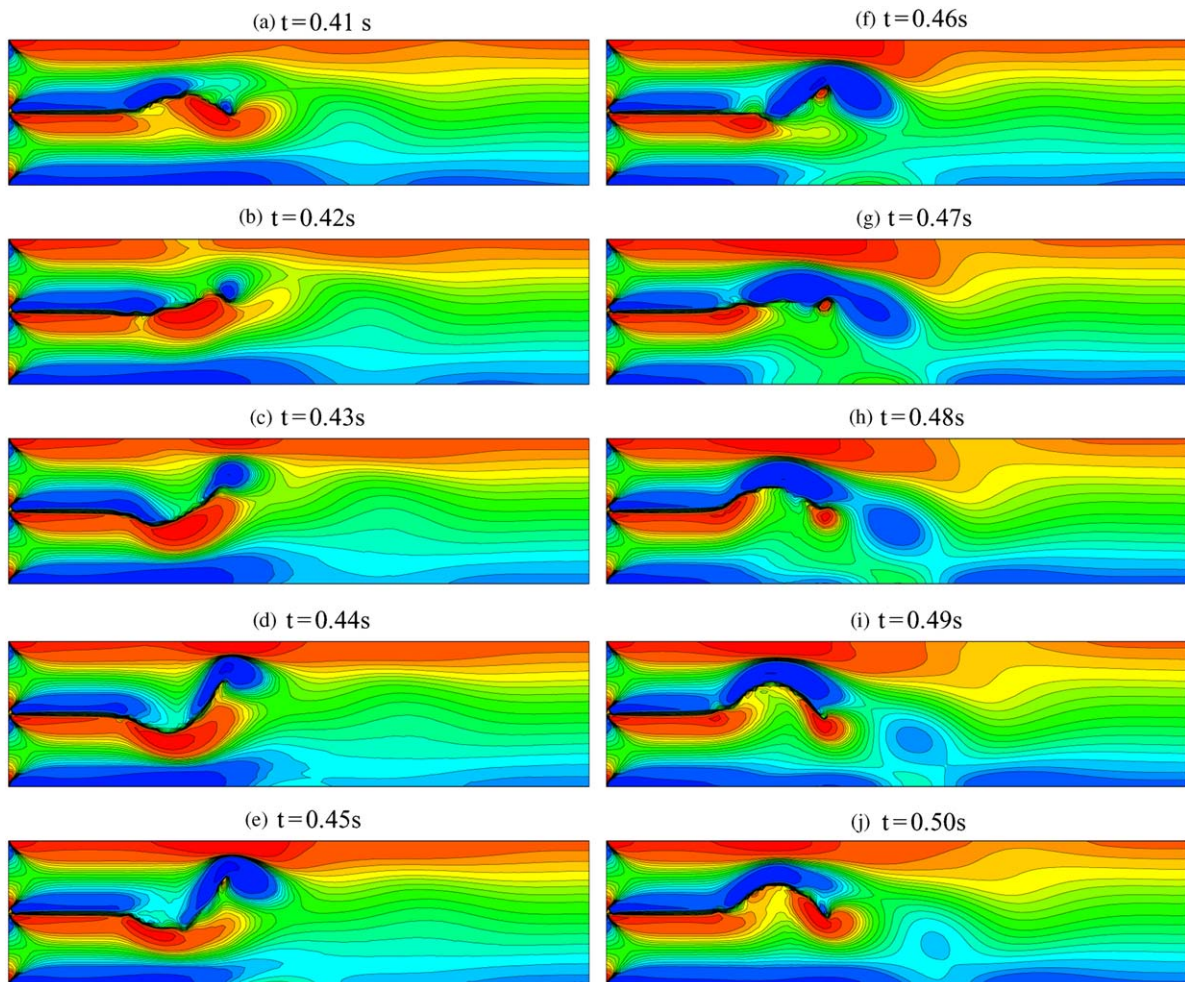 (a) t=0.41 s
(b) t=0.42s
(c) t=0.43s
(d) t=0.44s
(e) t=0.45s
(f) t=0.46s
(g) t=0.47s
(h) t=0.48s
(i) t=0.49s
(j) t=0.50s